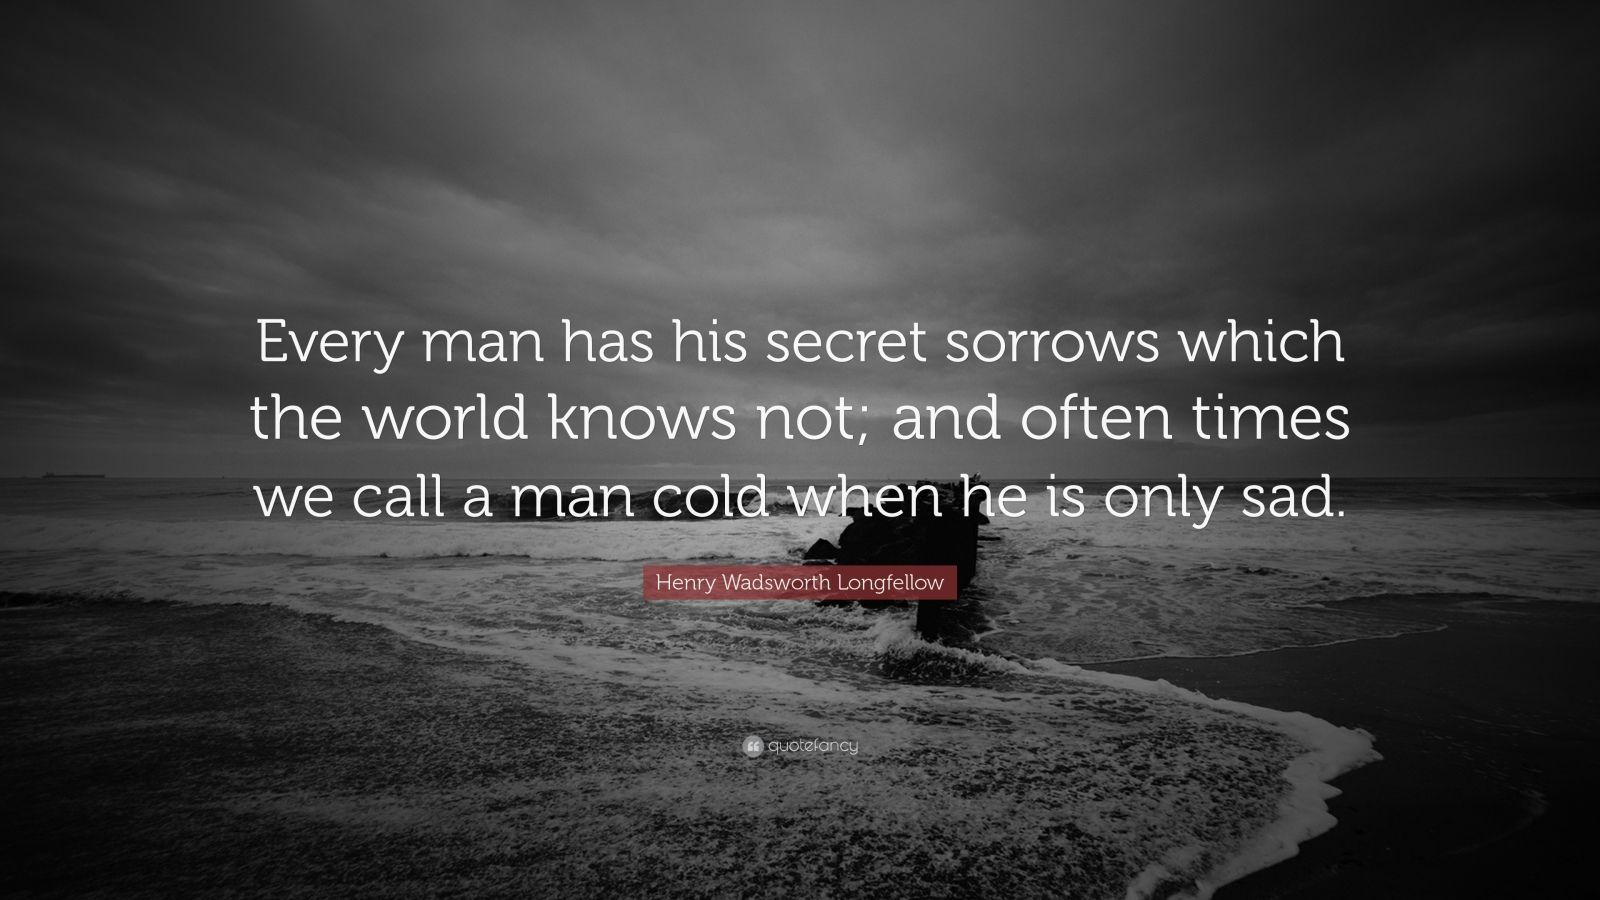 Every man has his secret sorrows which
the world knows not; and often times
we call a man cold when he is only sad.
Henry Wadsworth Longfellow
quotefancy